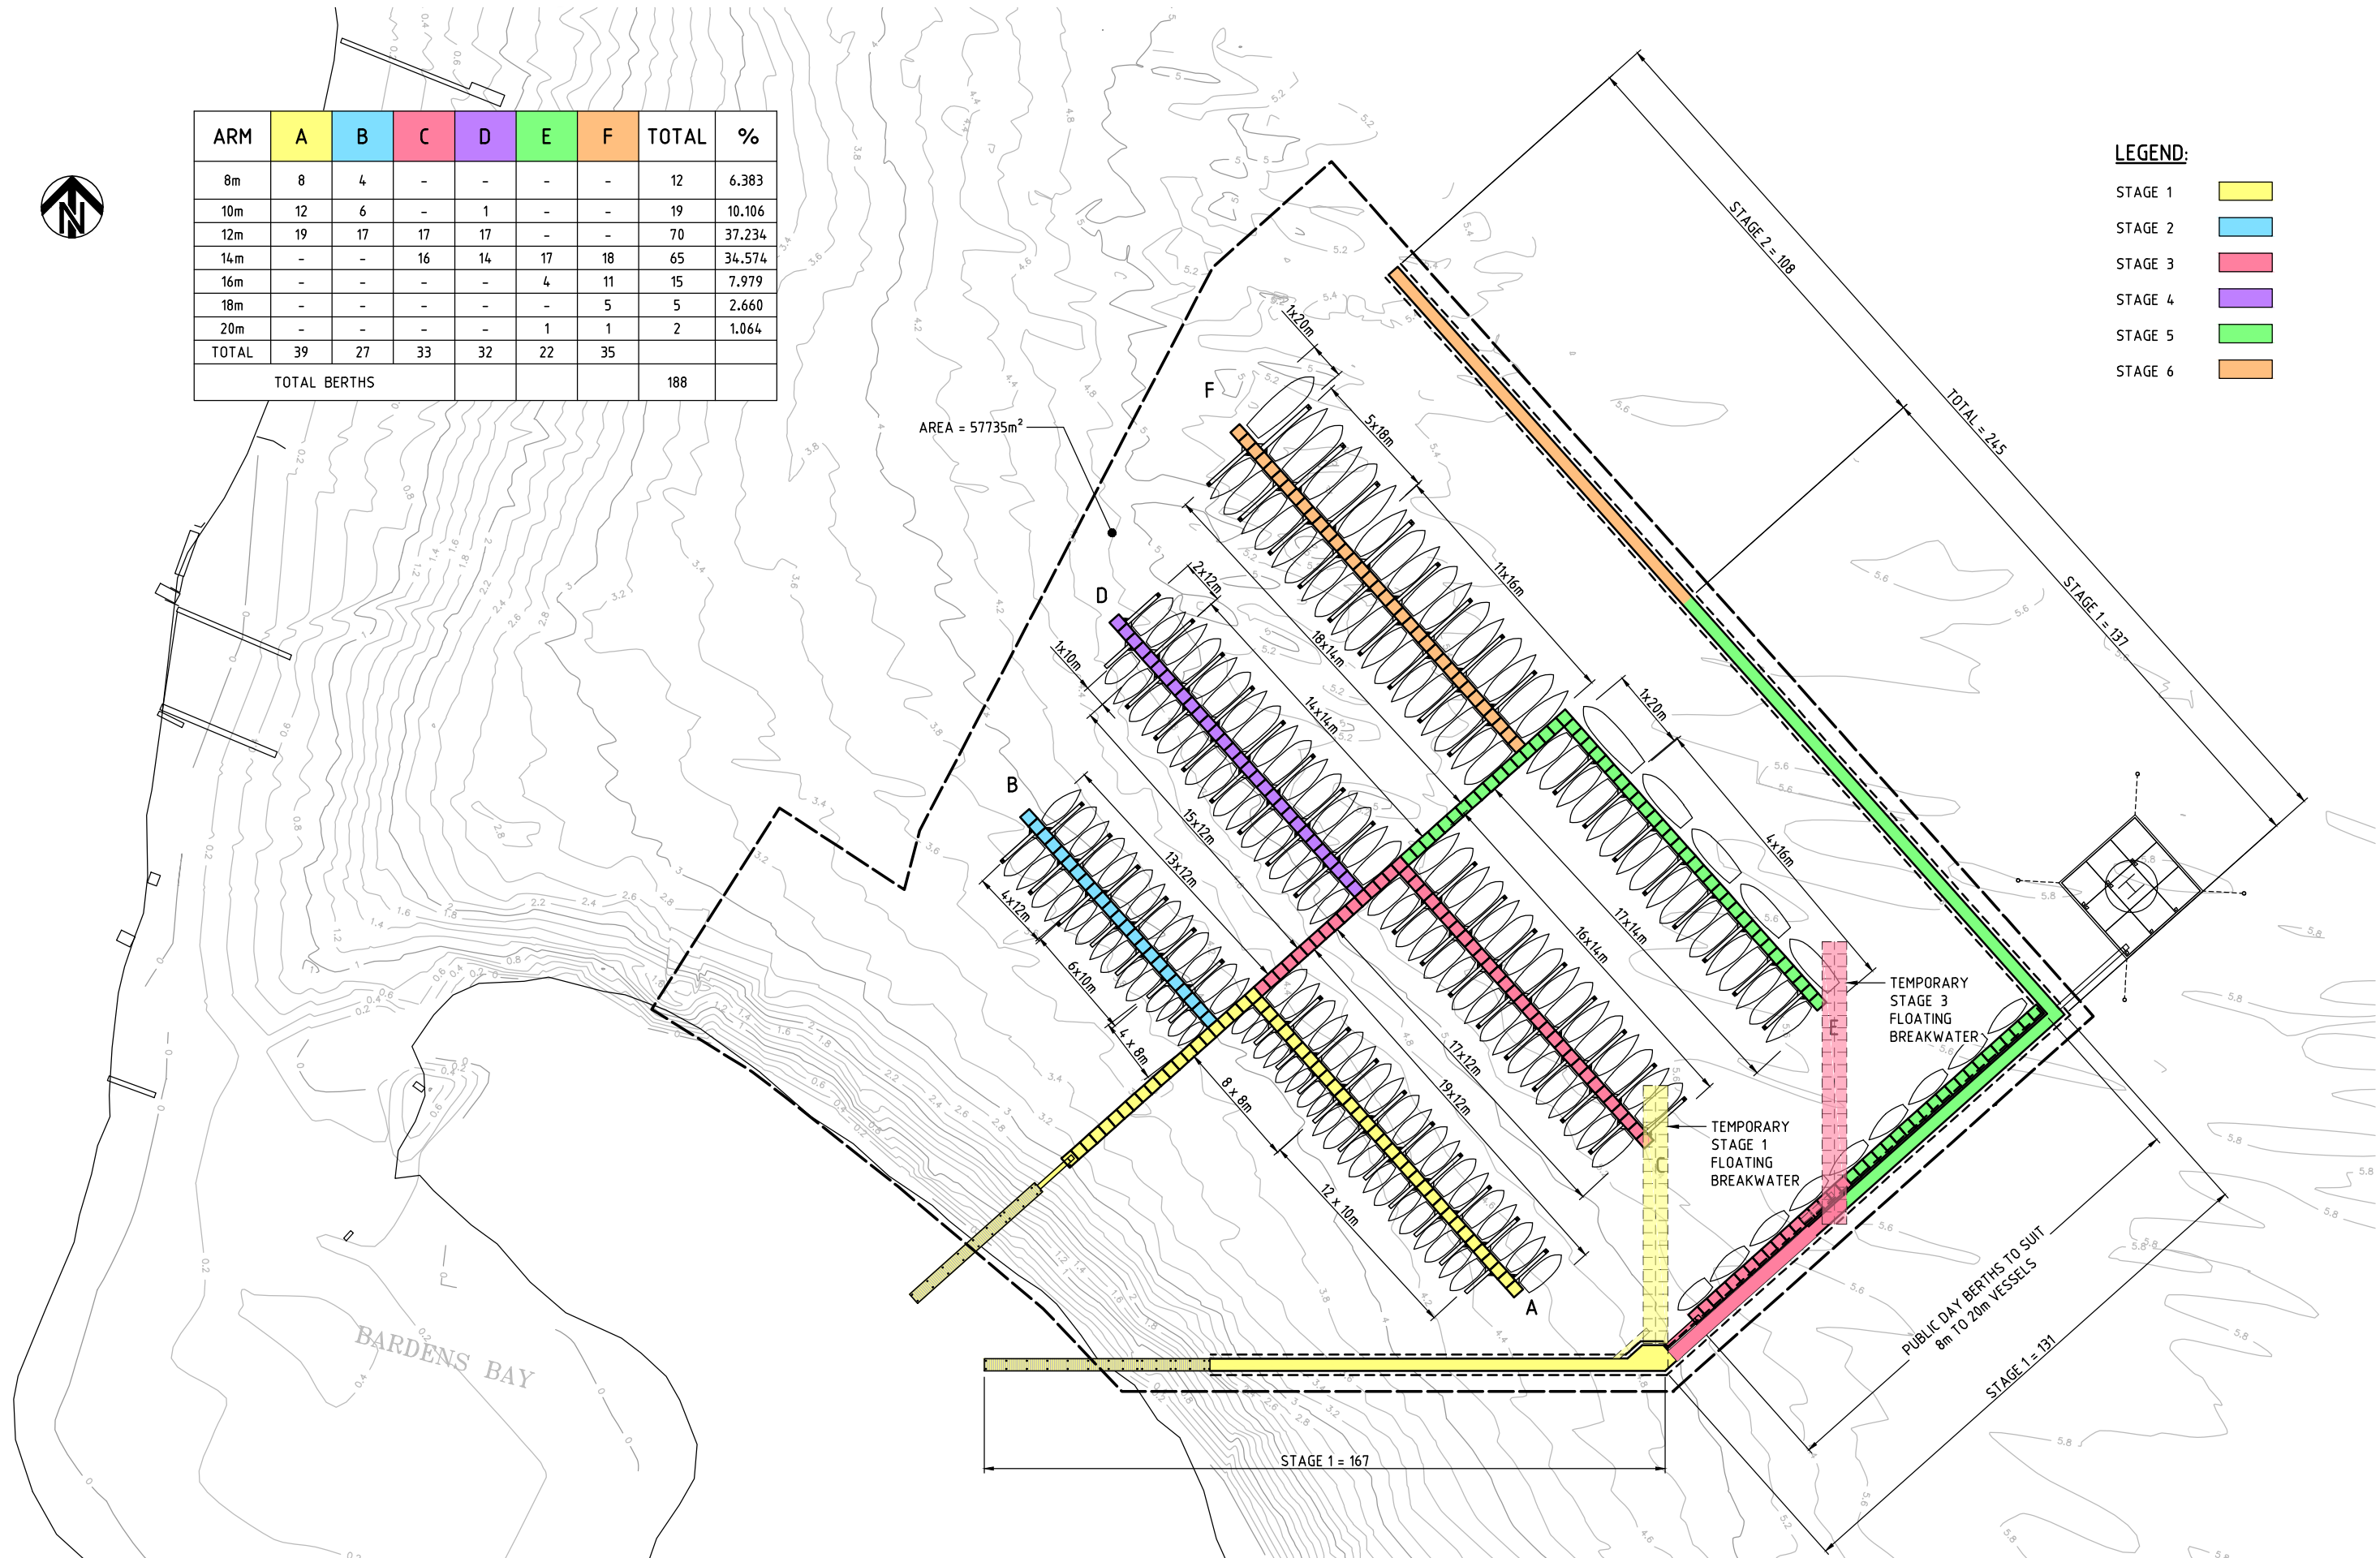 ARM A B C D E F TOTAL %
8m 8 4 - - - - 12 6.383
10m 12 6 - 1 - - 19 10.106
12m 19 17 17 17 - - 70 37.234
14m - - 16 14 17 18 65 34.574
16m - - - - 4 11 15 7.979
18m - - - - - 5 5 2.660
20m - - - - 1 1 2 1.064
TOTAL 39 27 33 32 22 35
TOTAL BERTHS 188
N
LEGEND:
STAGE 1
STAGE 2
STAGE 3
STAGE 4
STAGE 5
STAGE 6
STAGE 2 = 108
TOTAL = 245
STAGE 1 = 137
AREA = 57735m²
1x20m
F
5x18m
11x16m
18x14m
2x12m
D
1x10m
14x14m
15x12m
1x20m
4x16m
17x14m
B
13x12m
4x12m
6x10m
4 x 8m
16x14m
17x12m
19x12m
8 x 8m
12 x 10m
A
C
E
H
TEMPORARY
STAGE 3
FLOATING
BREAKWATER
TEMPORARY
STAGE 1
FLOATING
BREAKWATER
PUBLIC DAY BERTHS TO SUIT
8m TO 20m VESSELS
STAGE 1 = 131
STAGE 1 = 167
BARDENS BAY